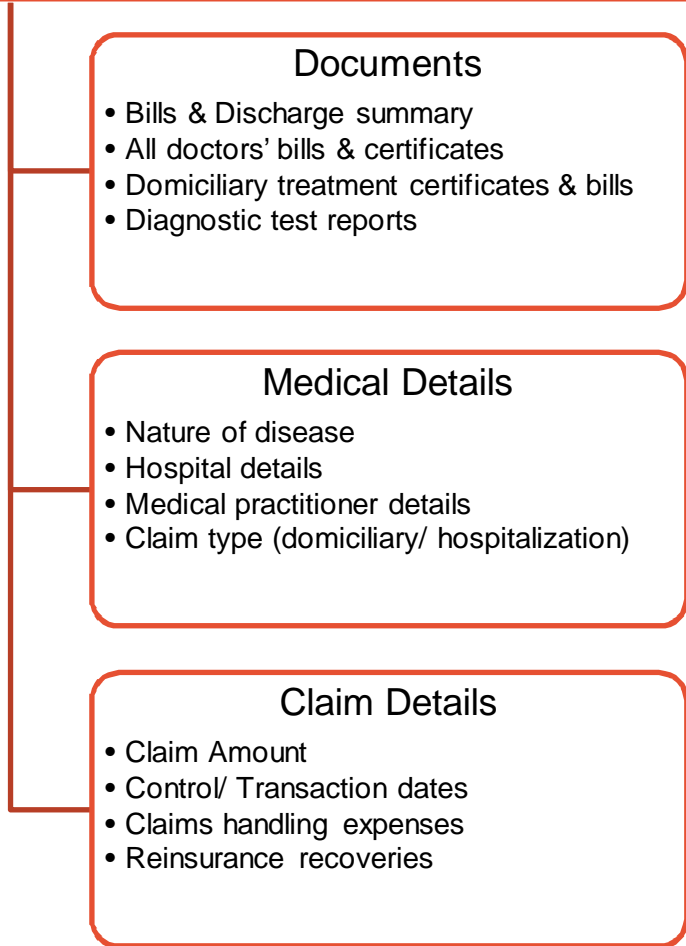 Documents
• Bills & Discharge summary
• All doctors’ bills & certificates
• Domiciliary treatment certificates & bills
• Diagnostic test reports
Medical Details
• Nature of disease
• Hospital details
• Medical practitioner details
• Claim type (domiciliary/ hospitalization)
Claim Details
• Claim Amount
• Control/ Transaction dates
• Claims handling expenses
• Reinsurance recoveries